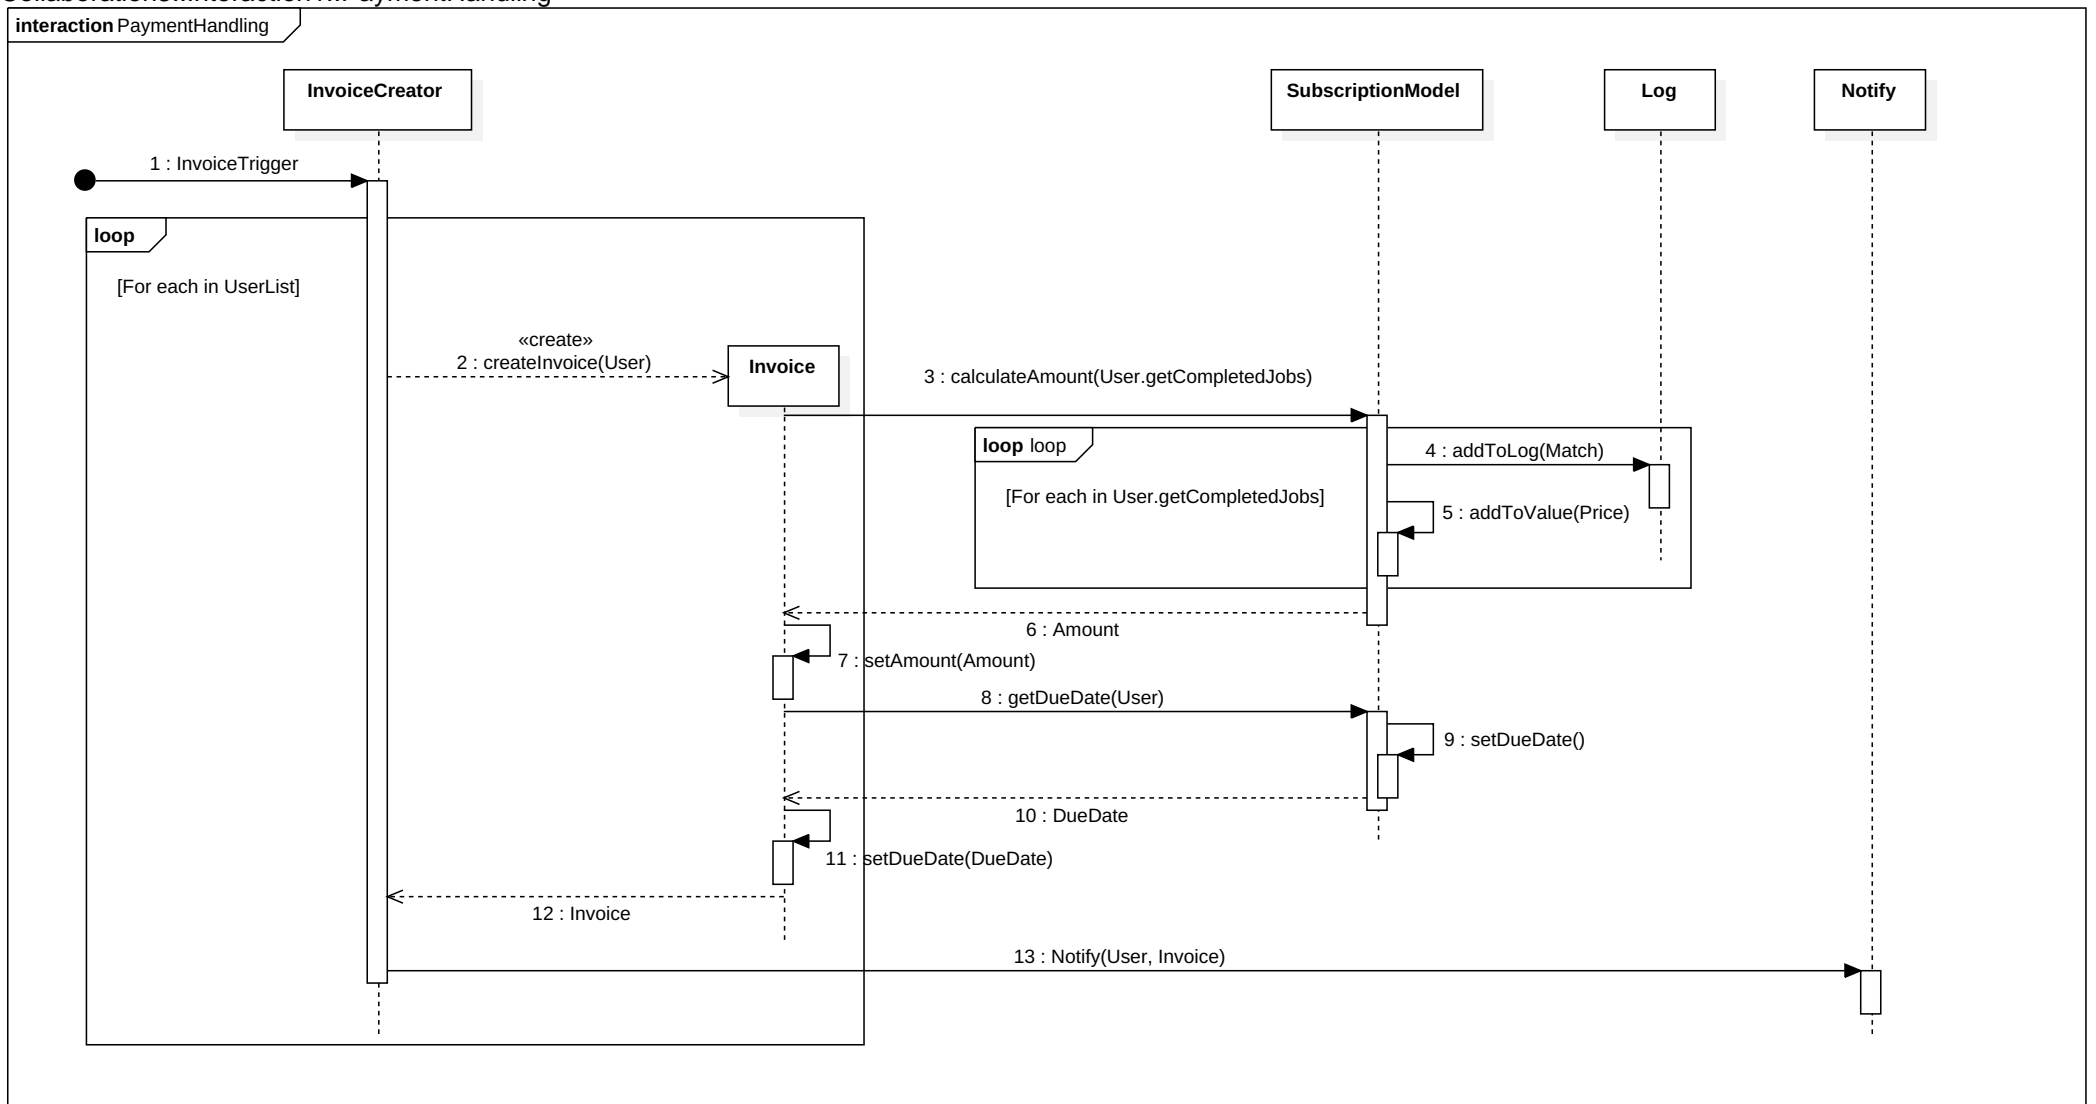 interaction PaymentHandling
InvoiceCreator
SubscriptionModel
Log
Notify
1 : InvoiceTrigger
loop
[For each in UserList]
«create»
2 : createInvoice(User)
Invoice
3 : calculateAmount(User.getCompletedJobs)
loop loop
4 : addToLog(Match)
[For each in User.getCompletedJobs]
5 : addToValue(Price)
6 : Amount
7 : setAmount(Amount)
8 : getDueDate(User)
9 : setDueDate()
10 : DueDate
11 : setDueDate(DueDate)
12 : Invoice
13 : Notify(User, Invoice)